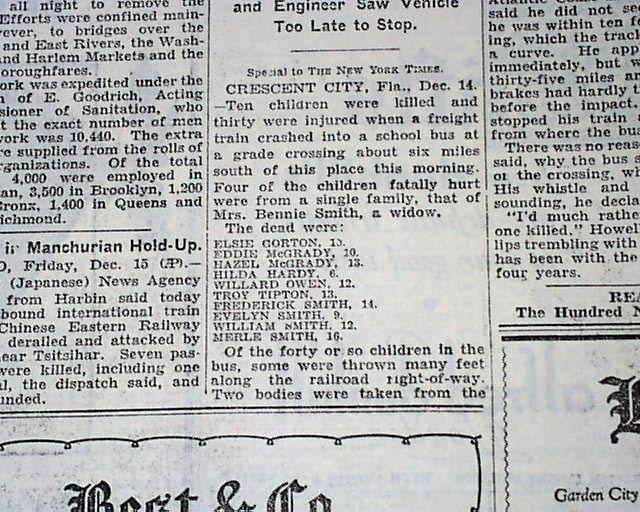 all night to remove the
Efforts were confined main-
ever, to bridges over the
and East Rivers, the Wash-
and Harlem Markets and the
oroughfares.
ork was expedited under the
n of E. Goodrich, Acting
sioner of Sanitation, who
t the exact number of men
work was 10,440. The extra
re supplied from the rolls of
rganizations. Of the total
4,000 were employed in
an, 3,500 in Brooklyn, 1,200
ronx, 1,400 in Queens and
ichmond.
in Manchurian Hold-Up.
O, Friday, Dec. 15 (AP).—
(Japanese) News Agency
from Harbin said today
bound international train
Chinese Eastern Railway
derailed and attacked by
near Tsitsihar. Seven pas-
were killed, including one
al, the dispatch said, and
unded.
and Engineer Saw Vehicle
Too Late to Stop.
Special to THE NEW YORK TIMES.
CRESCENT CITY, Fla., Dec. 14.
—Ten children were killed and
thirty were injured when a freight
train crashed into a school bus at
a grade crossing about six miles
south of this place this morning.
Four of the children fatally hurt
were from a single family, that of
Mrs. Bennie Smith, a widow.
The dead were:
ELSIE GORTON,
EDDIE McGRADY, 10.
HAZEL McGRADY, 13.
HILDA HARDY, 6.
WILLARD OWEN, 12.
TROY TIPTON, 13.
FREDERICK SMITH, 14.
EVELYN SMITH, 9.
WILLIAM SMITH, 12.
MERLE SMITH, 16.
Of the forty or so children in the
bus, some were thrown many feet
along the railroad right-of-way.
Two bodies were taken from the
Atlantic Coast
said he did not se
he was within ten fe
ing, which the track
a curve. He app
immediately, but w
thirty-five miles an
brakes had hardly t
before the impact.
stopped his train a
from where the bu
There was no reas
said, why the bus
ot the crossing, wh
His whistle and
sounding, he decla
"I'd much rathe
one killed." Howel
lips trembling with
has been with the
four years.
REA
The Hundred N
Best & Co.
Garden City